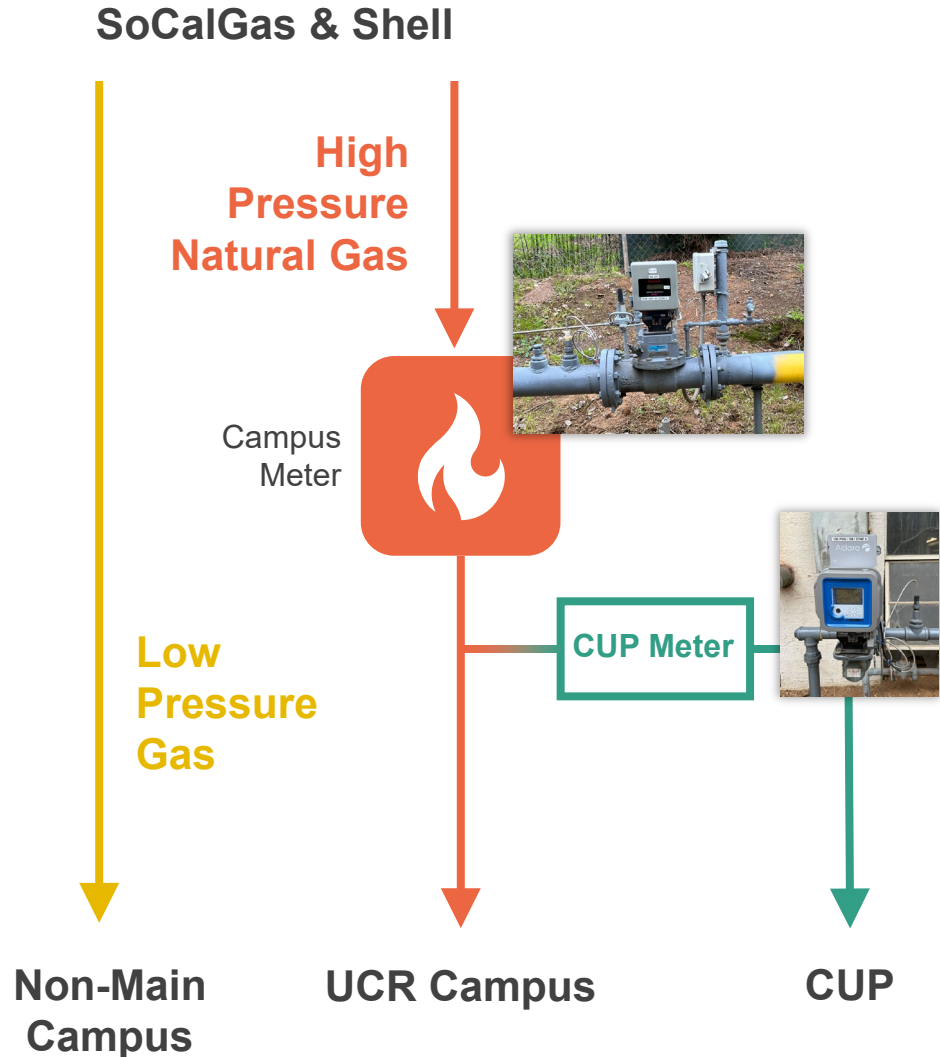 SoCalGas & Shell
High
Pressure
Natural Gas
Campus
Meter
Aclara
CUP Meter
Low
Pressure
Gas
Non-Main
Campus
UCR Campus
CUP